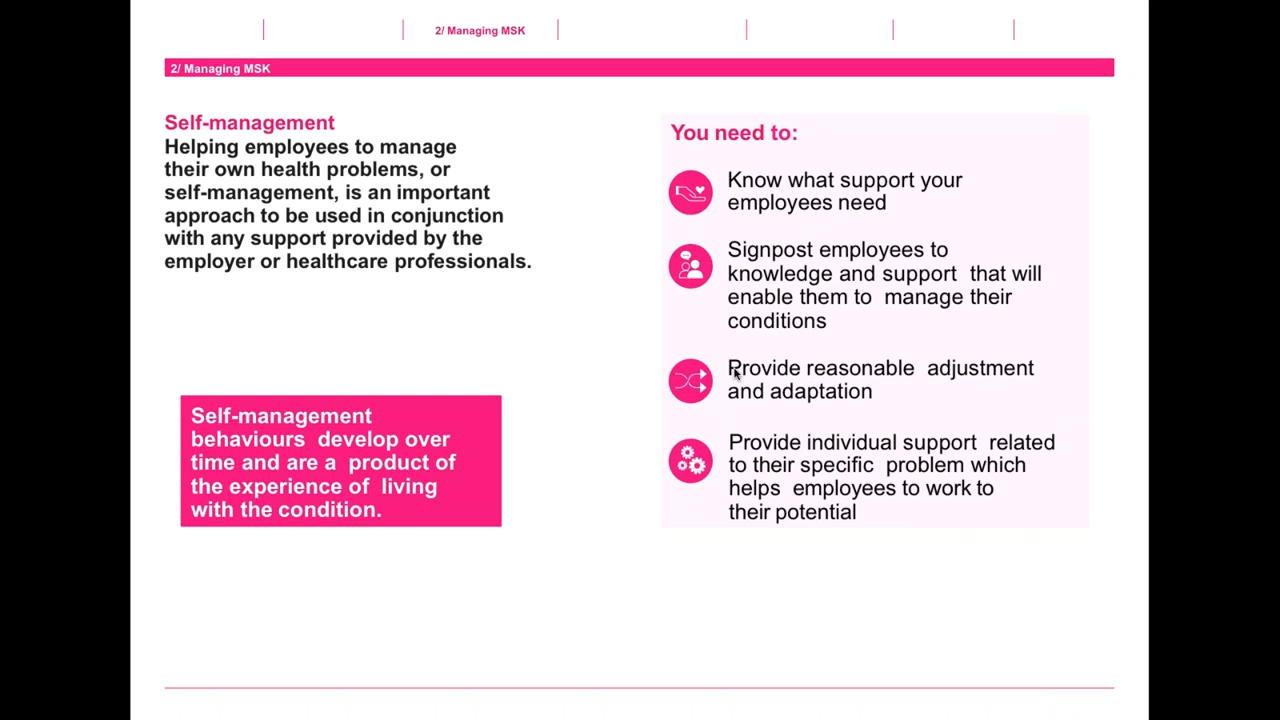 2/ Managing MSK
2/ Managing MSK
Self-management
Helping employees to manage
their own health problems, or
self-management, is an important
approach to be used in conjunction
with any support provided by the
employer or healthcare professionals.
Self-management
behaviours develop over
time and are a product of
the experience of living
with the condition.
You need to:
Know what support your
employees need
Signpost employees to
knowledge and support that will
enable them to manage their
conditions
Provide reasonable adjustment
and adaptation
Provide individual support related
to their specific problem which
helps employees to work to
their potential